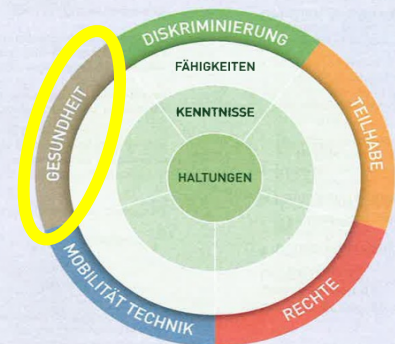 DISKRIMINIERUNG
FÄHIGKEITEN
KENNTNISSE
HALTUNGEN
TEILHABE
GESUNDHEIT
MOBILITÄT TECHNIK
RECHTE